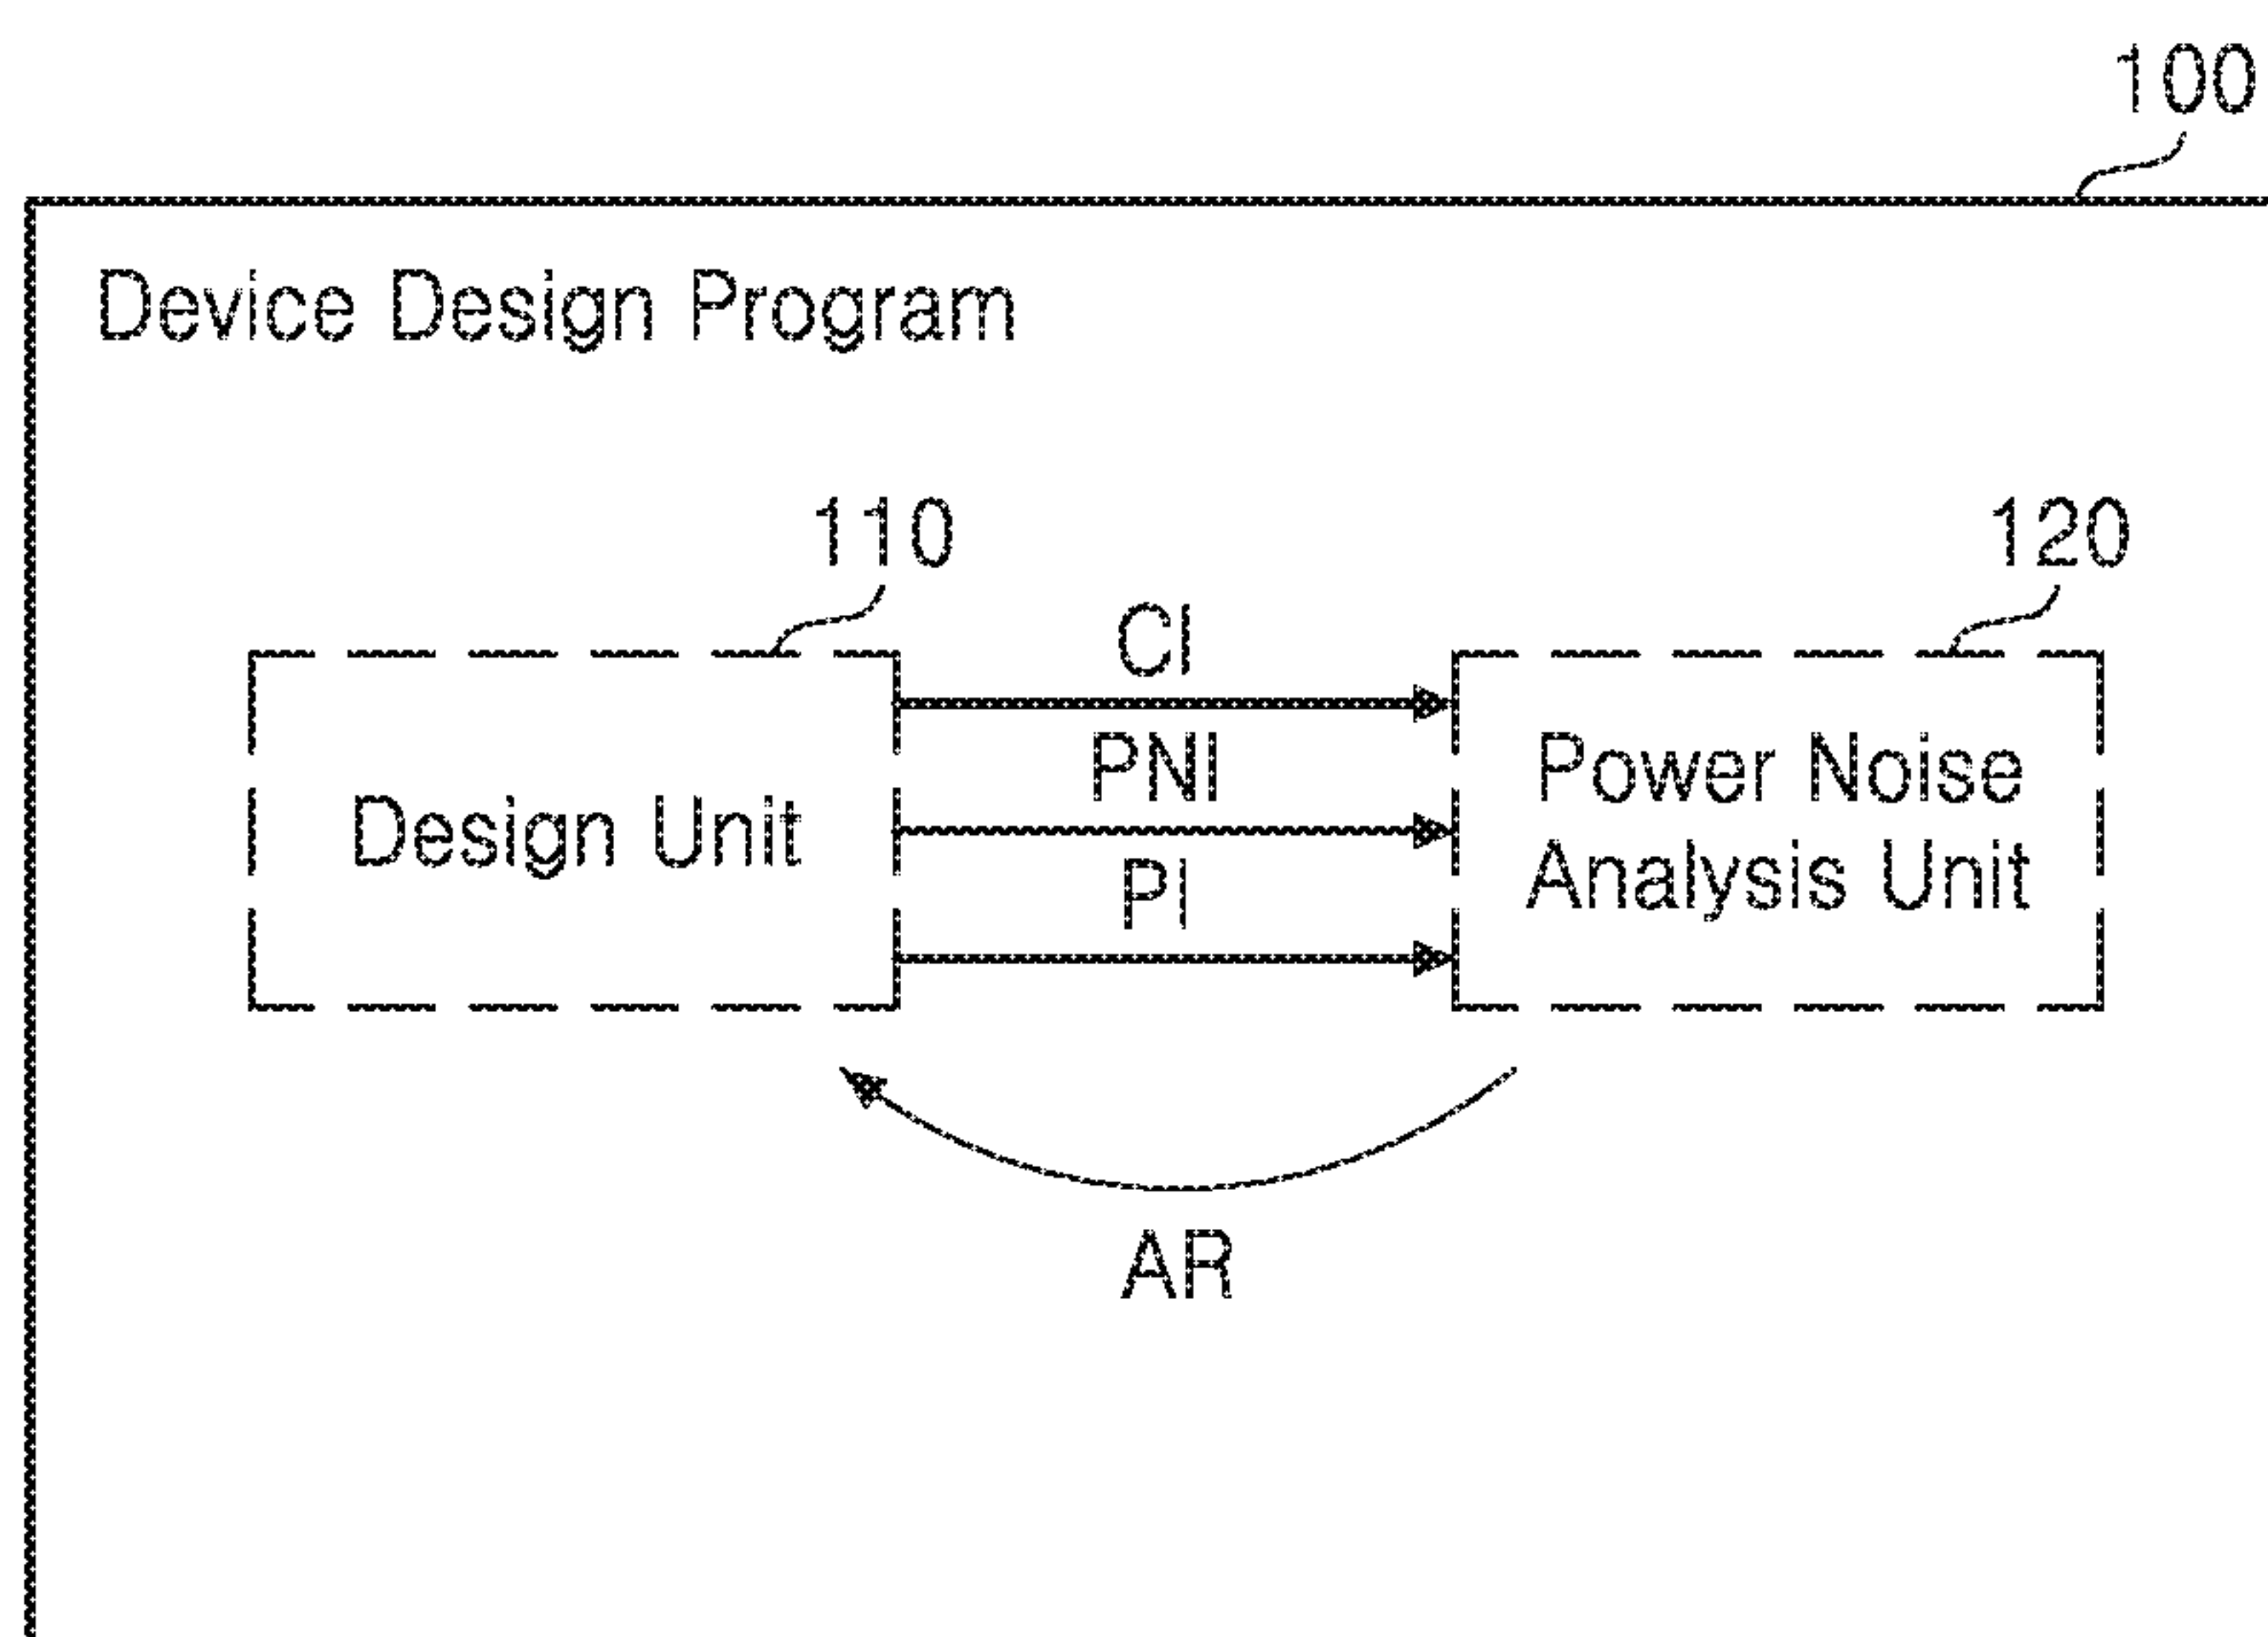 100
Device Design Program
110
120
CI
PNI
PI
Design Unit
Power Noise
Analysis Unit
AR